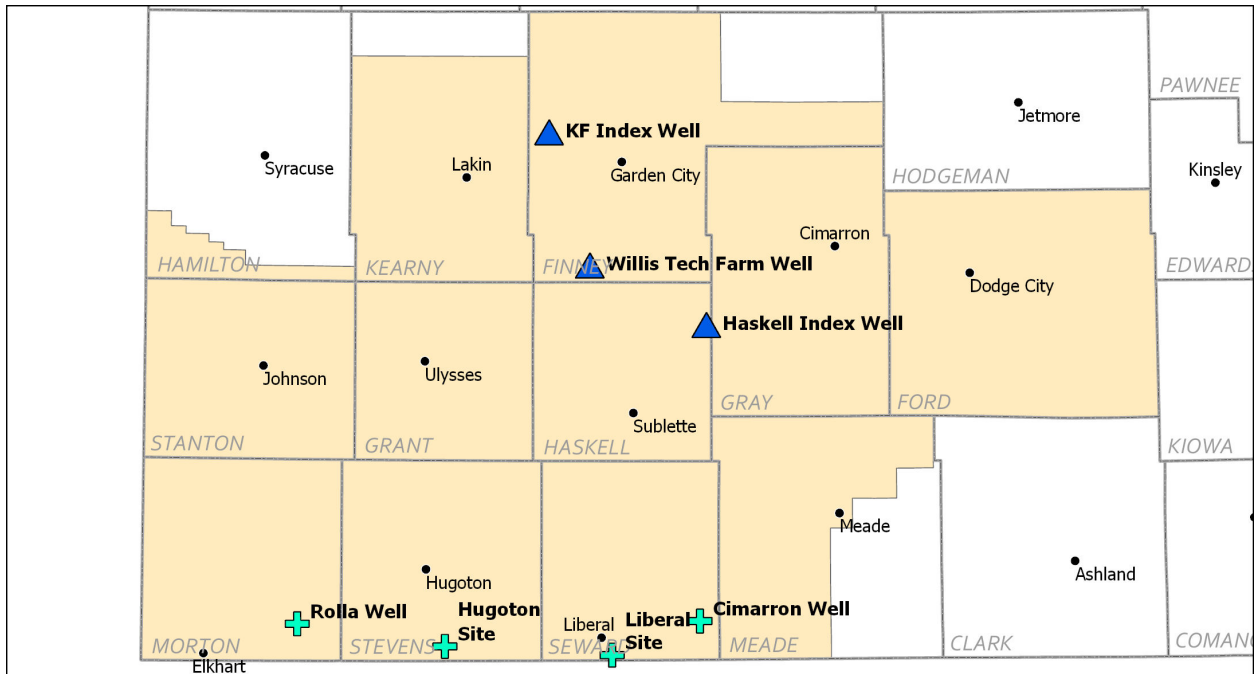 PAWNEE
Jetmore
KF Index Well
Syracuse
Lakin
Garden City
HODGEMAN
Kinsley
Cimarron
HAMILTON
KEARNY
FINNEY
Willis Tech Farm Well
EDWARD
Dodge City
Haskell Index Well
Johnson
Ulysses
GRAY
FORD
Sublette
STANTON
GRANT
HASKELL
KIOWA
Meade
Hugoton
Ashland
Rolla Well
Hugoton
Site
Liberal
Liberal
Site
Cimarron Well
MORTON
STEVENS
SEWARD
MEADE
CLARK
COMANC
Elkhart